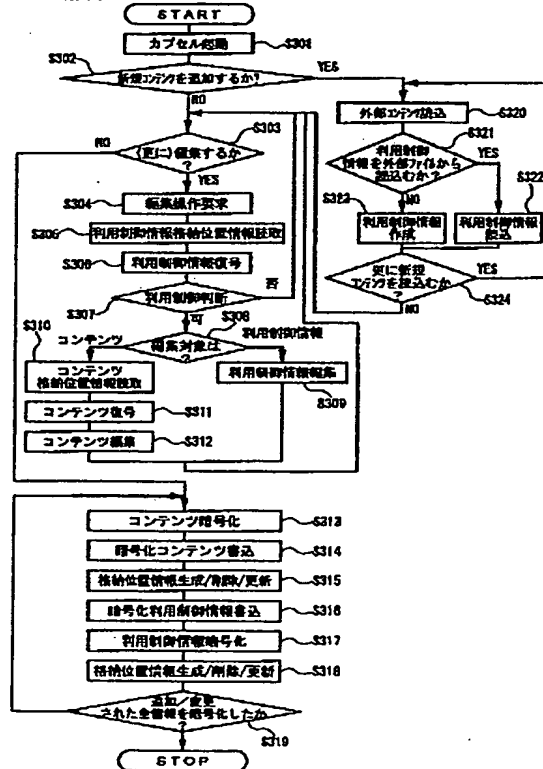 START
カプセル起動
S301
S302
新規コンテンツを追加するか?
YES
NO
外部コンテンツ読込
S320
S303
NO
(更に)編集するか
?
YES
S321
利用制御
情報を外部ファイルから
読込むか?
YES
NO
S304
編集操作要求
S305
利用制御情報格納位置情報読取
S306
利用制御情報復号
S323
利用制御情報
作成
S322
利用制御情報
読込
S307
利用制御判断
否
可
更に新規
コンテンツを読込むか
?
YES
S324
NO
S308
編集対象は
?
コンテンツ
利用制御情報
S310
コンテンツ
格納位置情報読取
利用制御情報編集
S309
コンテンツ復号
S311
コンテンツ編集
S312
コンテンツ暗号化
S313
暗号化コンテンツ書込
S314
格納位置情報生成/削除/更新
S315
暗号化利用制御情報書込
S316
利用制御情報暗号化
S317
格納位置情報生成/削除/更新
S318
追加/変更
された全情報を暗号化したか
?
S319
STOP